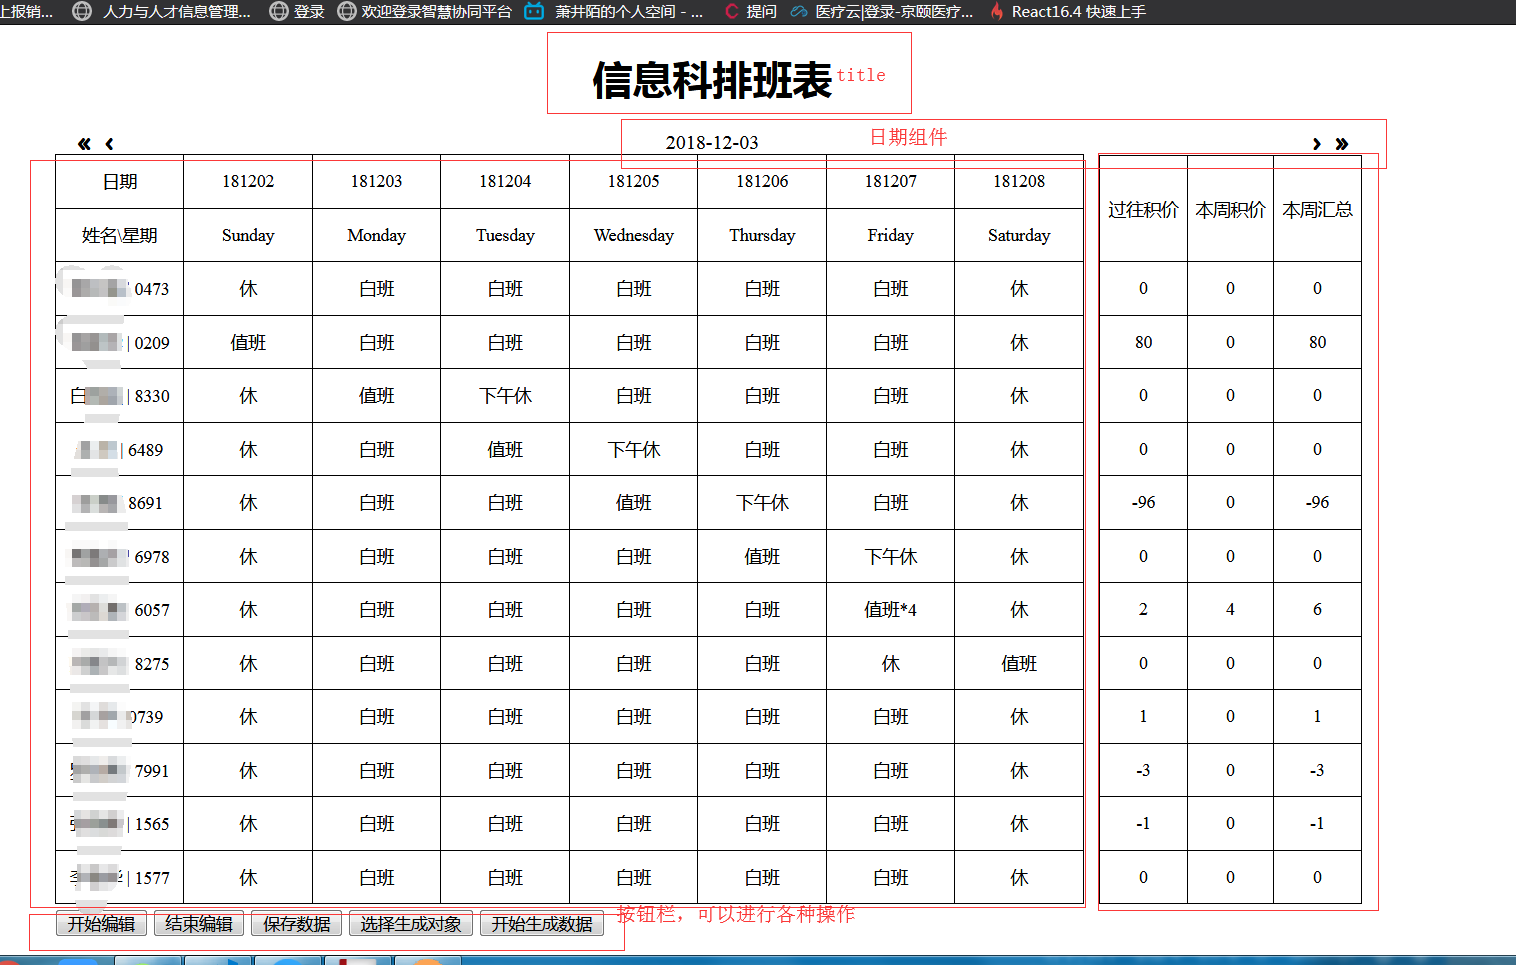 上报销...  人力与人才信息管理...  登录  欢迎登录智慧协同平台  萧井陌的个人空间 - ...  提问  医疗云|登录-京颐医疗...  React16.4 快速上手
信息科排班表 title
« ‹ 2018-12-03 日期组件 › »
日期 181202 181203 181204 181205 181206 181207 181208
过往积价 本周积价 本周汇总
姓名\星期 Sunday Monday Tuesday Wednesday Thursday Friday Saturday
0473 休 白班 白班 白班 白班 白班 休 0 0 0
| 0209 值班 白班 白班 白班 白班 白班 休 80 0 80
白 | 8330 休 值班 下午休 白班 白班 白班 休 0 0 0
| 6489 休 白班 值班 下午休 白班 白班 休 0 0 0
8691 休 白班 白班 值班 下午休 白班 休 -96 0 -96
6978 休 白班 白班 白班 值班 下午休 休 0 0 0
6057 休 白班 白班 白班 白班 值班*4 休 2 4 6
8275 休 白班 白班 白班 白班 休 值班 0 0 0
0739 休 白班 白班 白班 白班 白班 休 1 0 1
7991 休 白班 白班 白班 白班 白班 休 -3 0 -3
| 1565 休 白班 白班 白班 白班 白班 休 -1 0 -1
| 1577 休 白班 白班 白班 白班 白班 休 0 0 0
开始编辑 结束编辑 保存数据 选择生成对象 开始生成数据 按钮栏，可以进行各种操作